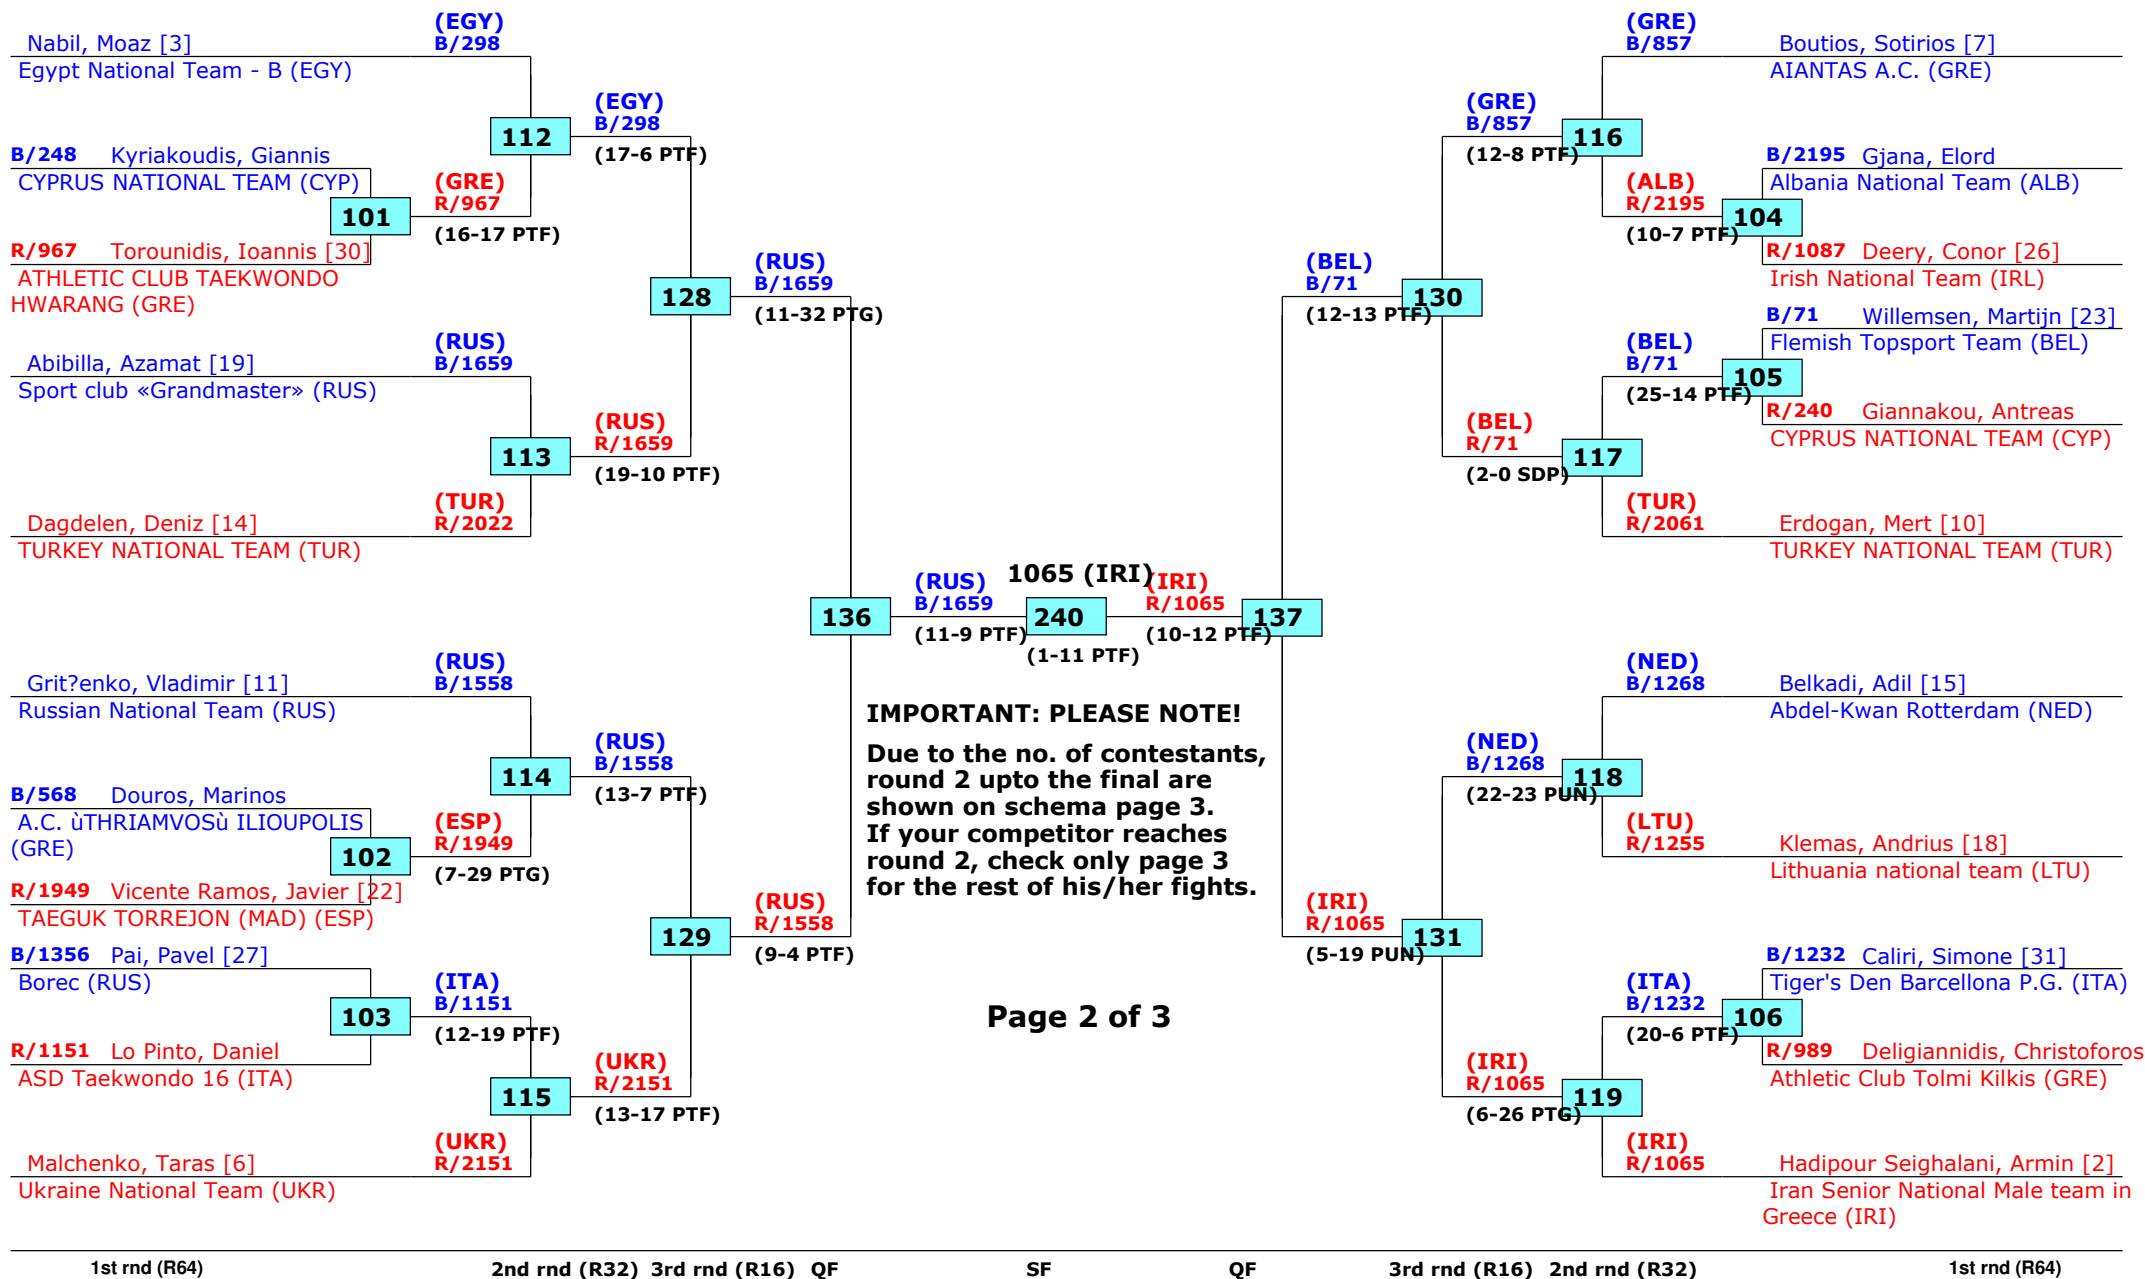 (EGY)
Nabil, Moaz [3]
B/298
Egypt National Team - B (EGY)
(EGY)
B/298
112
(17-6 PTF)
B/248 Kyriakoudis, Giannis
CYPRUS NATIONAL TEAM (CYP)
(GRE)
R/967
101
(16-17 PTF)
R/967 Torounidis, Ioannis [30]
ATHLETIC CLUB TAEKWONDO
HWARANG (GRE)
(RUS)
B/1659
128
(11-32 PTG)
(RUS)
Abibilla, Azamat [19]
B/1659
Sport club «Grandmaster» (RUS)
(RUS)
R/1659
113
(19-10 PTF)
(TUR)
Dagdelen, Deniz [14]
R/2022
TURKEY NATIONAL TEAM (TUR)
136
(RUS)
B/1659
(11-9 PTF)
1065 (IRI)
240
(1-11 PTF)
(IRI)
R/1065
(10-12 PTF)
137
(RUS)
Grit?enko, Vladimir [11]
B/1558
Russian National Team (RUS)
(RUS)
B/1558
114
(13-7 PTF)
B/568 Douros, Marinos
A.C. ùTHRIAMVOSù ILIOUPOLIS
(GRE)
(ESP)
R/1949
102
(7-29 PTG)
R/1949 Vicente Ramos, Javier [22]
TAEGUK TORREJON (MAD) (ESP)
(RUS)
R/1558
129
(9-4 PTF)
B/1356 Pai, Pavel [27]
Borec (RUS)
(ITA)
B/1151
103
(12-19 PTF)
R/1151 Lo Pinto, Daniel
ASD Taekwondo 16 (ITA)
(UKR)
R/2151
115
(13-17 PTF)
(UKR)
Malchenko, Taras [6]
R/2151
Ukraine National Team (UKR)
IMPORTANT: PLEASE NOTE!
Due to the no. of contestants,
round 2 upto the final are
shown on schema page 3.
If your competitor reaches
round 2, check only page 3
for the rest of his/her fights.
Page 2 of 3
(GRE)
B/857
Boutios, Sotirios [7]
AIANTAS A.C. (GRE)
(GRE)
B/857
116
(12-8 PTF)
B/2195 Gjana, Elord
Albania National Team (ALB)
(ALB)
R/2195
104
(10-7 PTF)
R/1087 Deery, Conor [26]
Irish National Team (IRL)
(BEL)
B/71
130
(12-13 PTF)
B/71 Willemsen, Martijn [23]
Flemish Topsport Team (BEL)
(BEL)
B/71
105
(25-14 PTF)
R/240 Giannakou, Antreas
CYPRUS NATIONAL TEAM (CYP)
(BEL)
R/71
117
(2-0 SDP)
(TUR)
R/2061
Erdogan, Mert [10]
TURKEY NATIONAL TEAM (TUR)
(NED)
B/1268
Belkadi, Adil [15]
Abdel-Kwan Rotterdam (NED)
(NED)
B/1268
118
(22-23 PUN)
(LTU)
R/1255
Klemas, Andrius [18]
Lithuania national team (LTU)
(IRI)
R/1065
131
(5-19 PUN)
B/1232 Caliri, Simone [31]
Tiger's Den Barcellona P.G. (ITA)
(ITA)
B/1232
106
(20-6 PTF)
R/989 Deligiannidis, Christoforos
Athletic Club Tolmi Kilkis (GRE)
(IRI)
R/1065
119
(6-26 PTG)
(IRI)
R/1065
Hadipour Seighalani, Armin [2]
Iran Senior National Male team in
Greece (IRI)
1st rnd (R64) 2nd rnd (R32) 3rd rnd (R16) QF SF QF 3rd rnd (R16) 2nd rnd (R32) 1st rnd (R64)